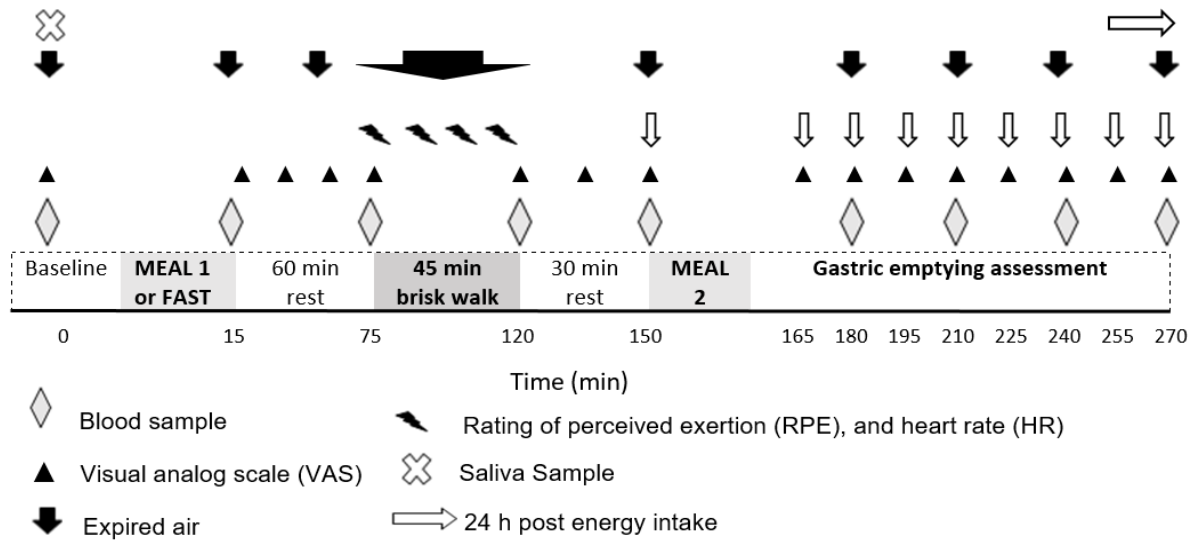 Baseline MEAL 1 60 min 45 min 30 min MEAL Gastric emptying assessment
or FAST rest brisk walk rest 2
0 15 75 120 150 165 180 195 210 225 240 255 270
Time (min)
Blood sample
Rating of perceived exertion (RPE), and heart rate (HR)
Visual analog scale (VAS)
Saliva Sample
Expired air
24 h post energy intake